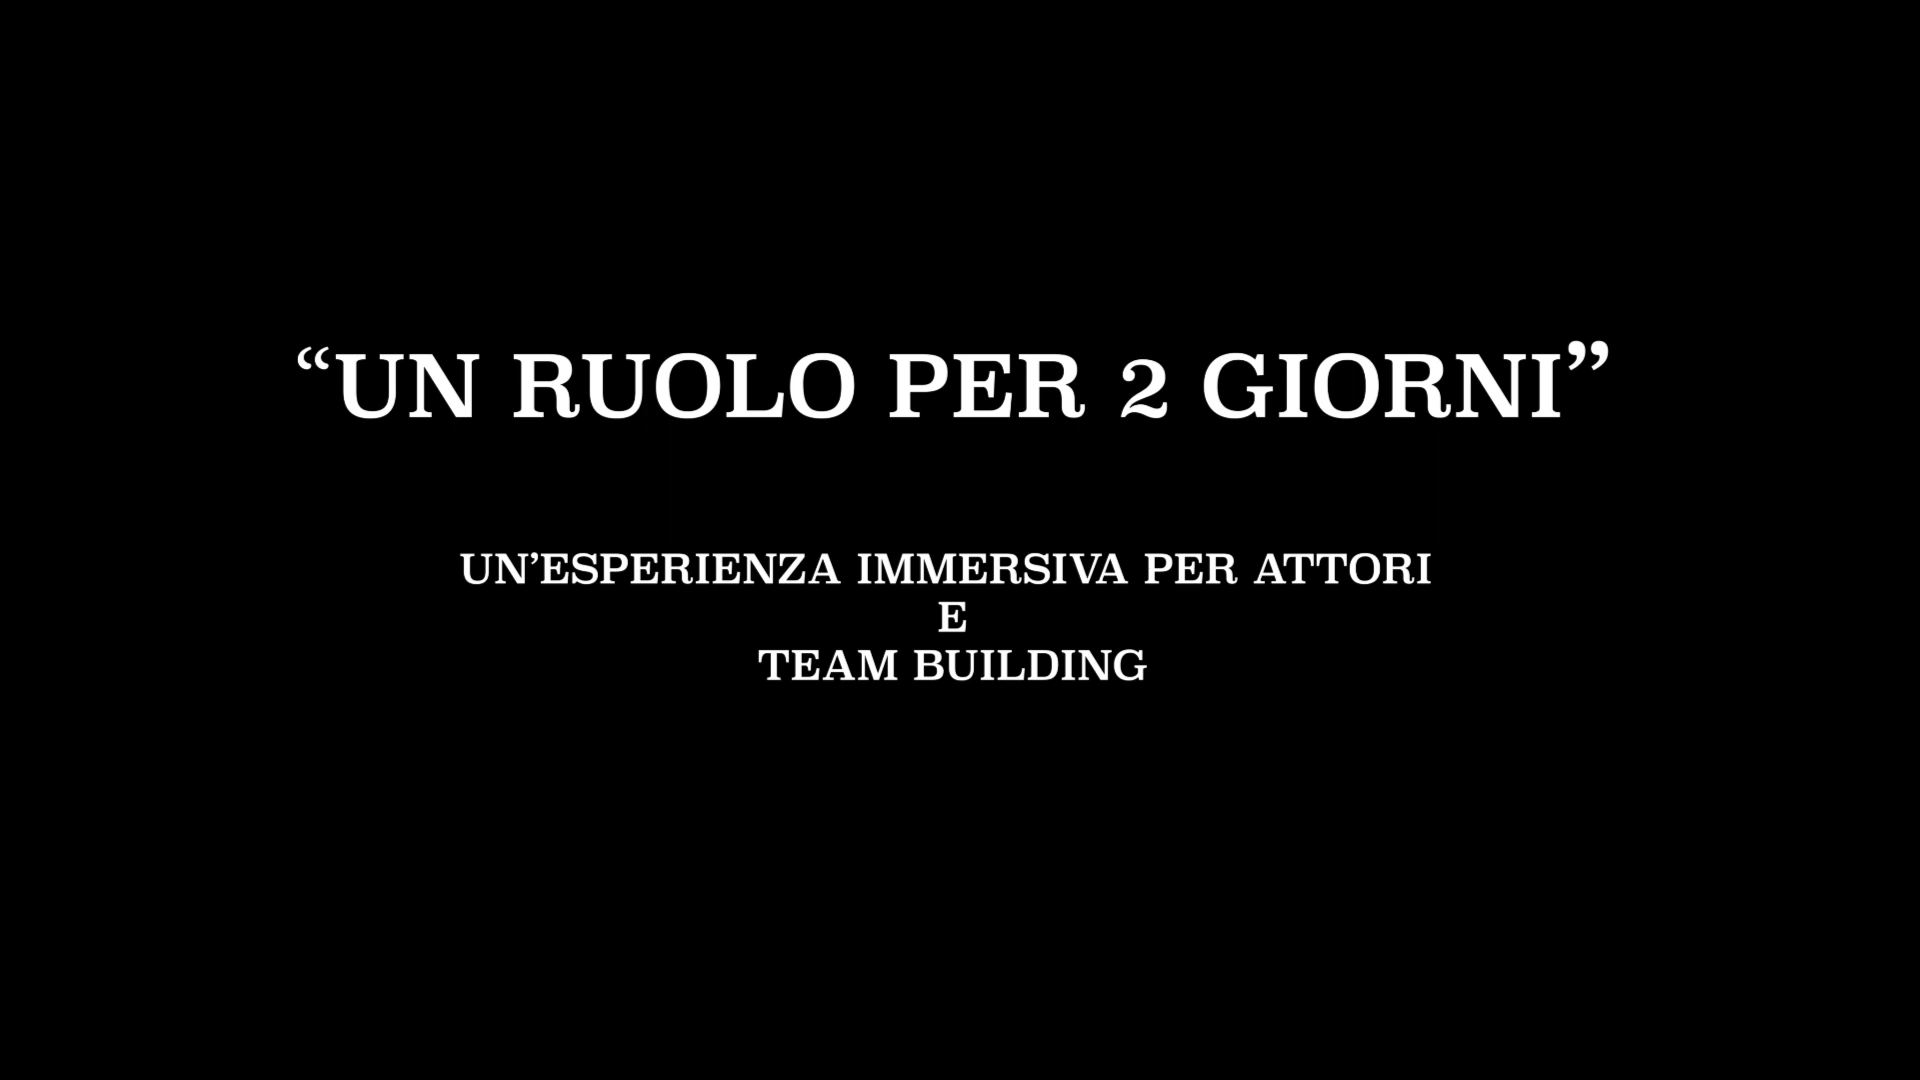 “UN RUOLO PER 2 GIORNI”
UN’ESPERIENZA IMMERSIVA PER ATTORI
E
TEAM BUILDING